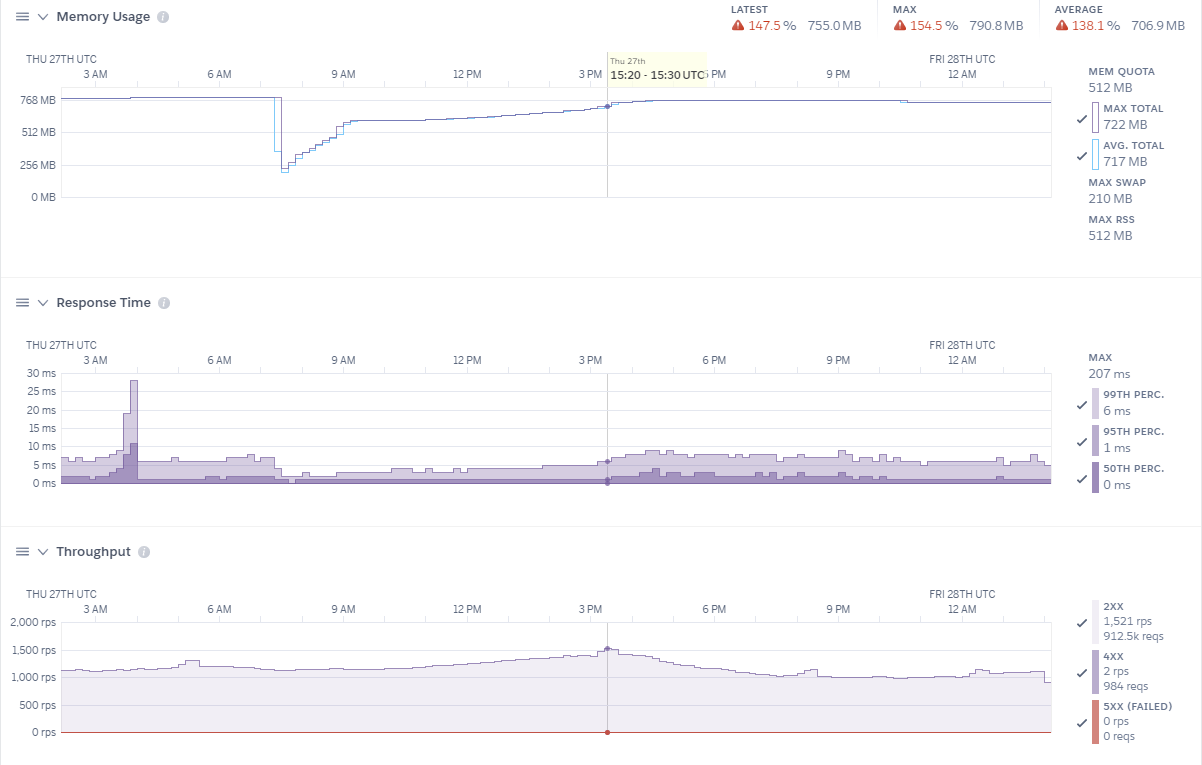 Memory Usage
LATEST
147.5 % 755.0 MB
MAX
154.5 % 790.8 MB
AVERAGE
138.1 % 706.9 MB
THU 27TH UTC
FRI 28TH UTC
3 AM 6 AM 9 AM 12 PM 3 PM 6 PM 9 PM 12 AM
Thu 27th
15:20 - 15:30 UTC
768 MB
512 MB
256 MB
0 MB
MEM QUOTA
512 MB
MAX TOTAL
722 MB
AVG. TOTAL
717 MB
MAX SWAP
210 MB
MAX RSS
512 MB
Response Time
THU 27TH UTC
FRI 28TH UTC
3 AM 6 AM 9 AM 12 PM 3 PM 6 PM 9 PM 12 AM
30 ms
25 ms
20 ms
15 ms
10 ms
5 ms
0 ms
MAX
207 ms
99TH PERC.
6 ms
95TH PERC.
1 ms
50TH PERC.
0 ms
Throughput
THU 27TH UTC
FRI 28TH UTC
3 AM 6 AM 9 AM 12 PM 3 PM 6 PM 9 PM 12 AM
2,000 rps
1,500 rps
1,000 rps
500 rps
0 rps
2XX
1,521 rps
912.5k reqs
4XX
2 rps
984 reqs
5XX (FAILED)
0 rps
0 reqs